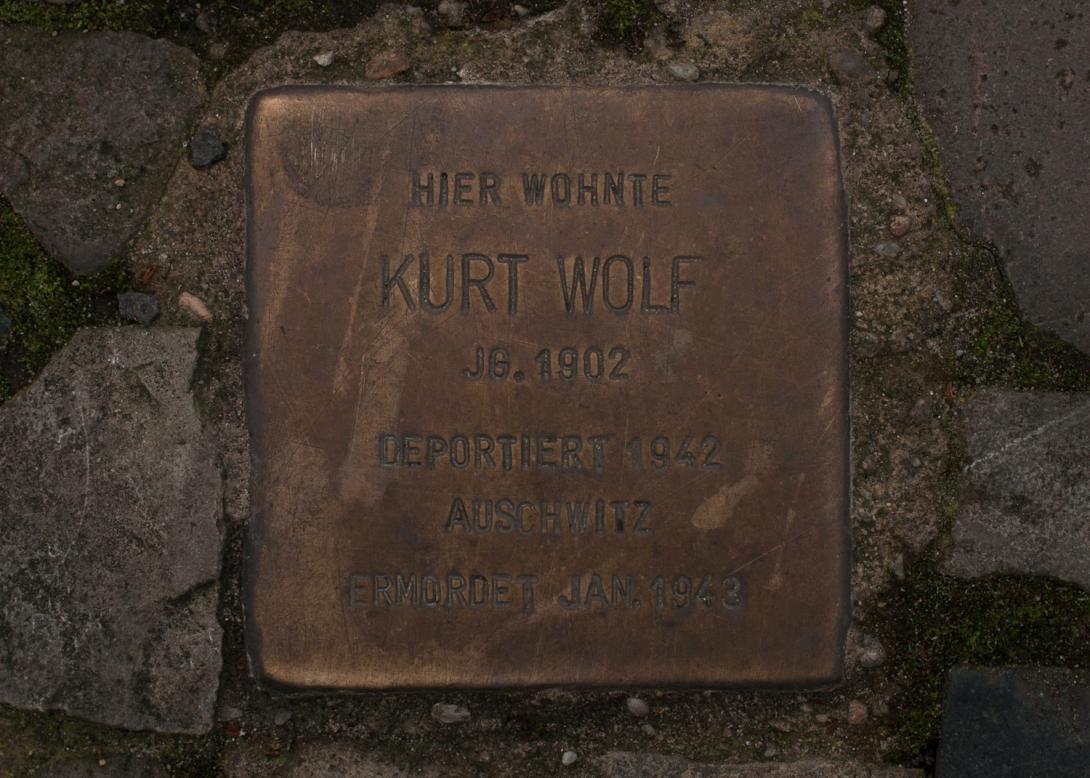 HIER WOHNTE
KURT WOLF
JG. 1902
DEPORTIERT 1942
AUSCHWITZ
ERMORDET JAN. 1943